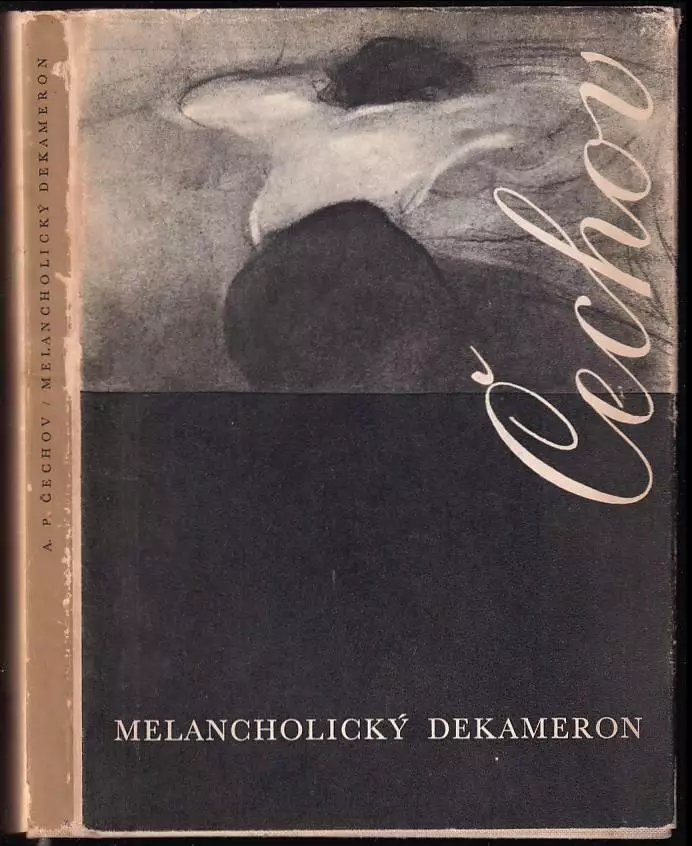 A. P. ČECHOV / MELANCHOLICKÝ DEKAMERON
Čechov
MELANCHOLICKÝ DEKAMERON